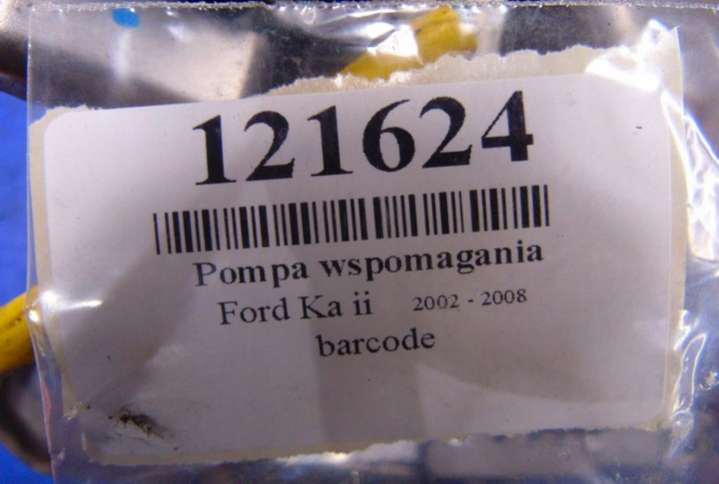 121624
Pompa wspomagania
Ford Ka ii 2002 - 2008
barcode